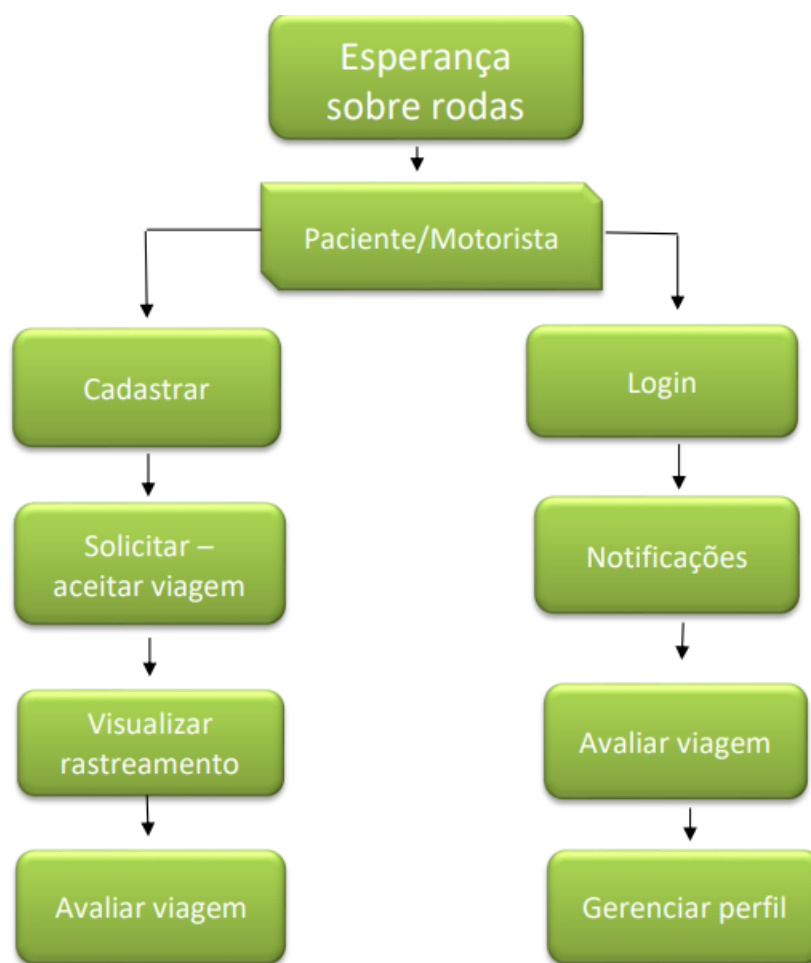 Esperança
sobre rodas
Paciente/Motorista
Cadastrar
Login
Solicitar –
aceitar viagem
Notificações
Visualizar
rastreamento
Avaliar viagem
Avaliar viagem
Gerenciar perfil